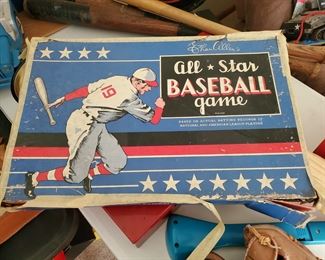 Ethan Allen's
All ★ Star
BASEBALL
game
BASED ON ACTUAL BATTING RECORDS OF
NATIONAL AND AMERICAN LEAGUE PLAYERS
19